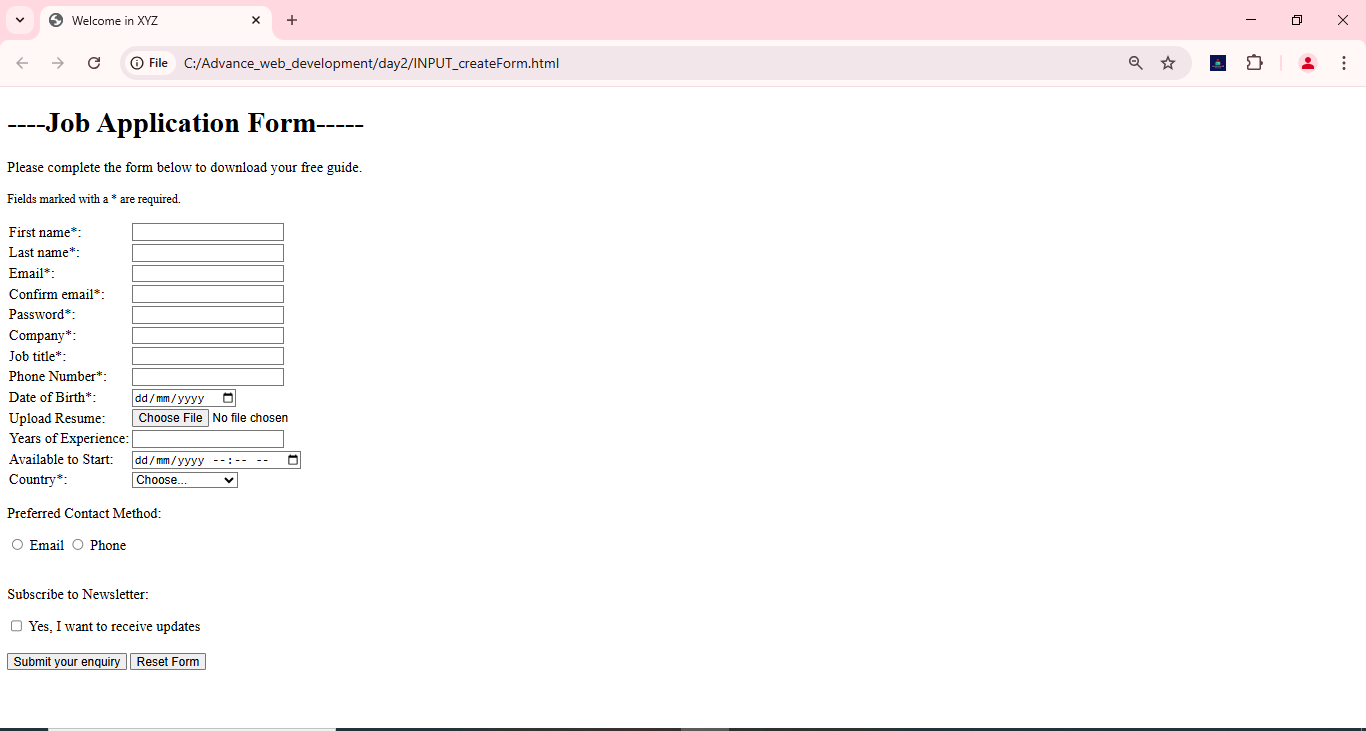 Welcome in XYZ
File C:/Advance_web_development/day2/INPUT_createForm.html
----Job Application Form-----
Please complete the form below to download your free guide.
Fields marked with a * are required.
First name*:
Last name*:
Email*:
Confirm email*:
Password*:
Company*:
Job title*:
Phone Number*:
Date of Birth*: dd/mm/yyyy
Upload Resume: Choose File No file chosen
Years of Experience:
Available to Start: dd/mm/yyyy --:-- --
Country*: Choose...
Preferred Contact Method:
Email Phone
Subscribe to Newsletter:
Yes, I want to receive updates
Submit your enquiry Reset Form